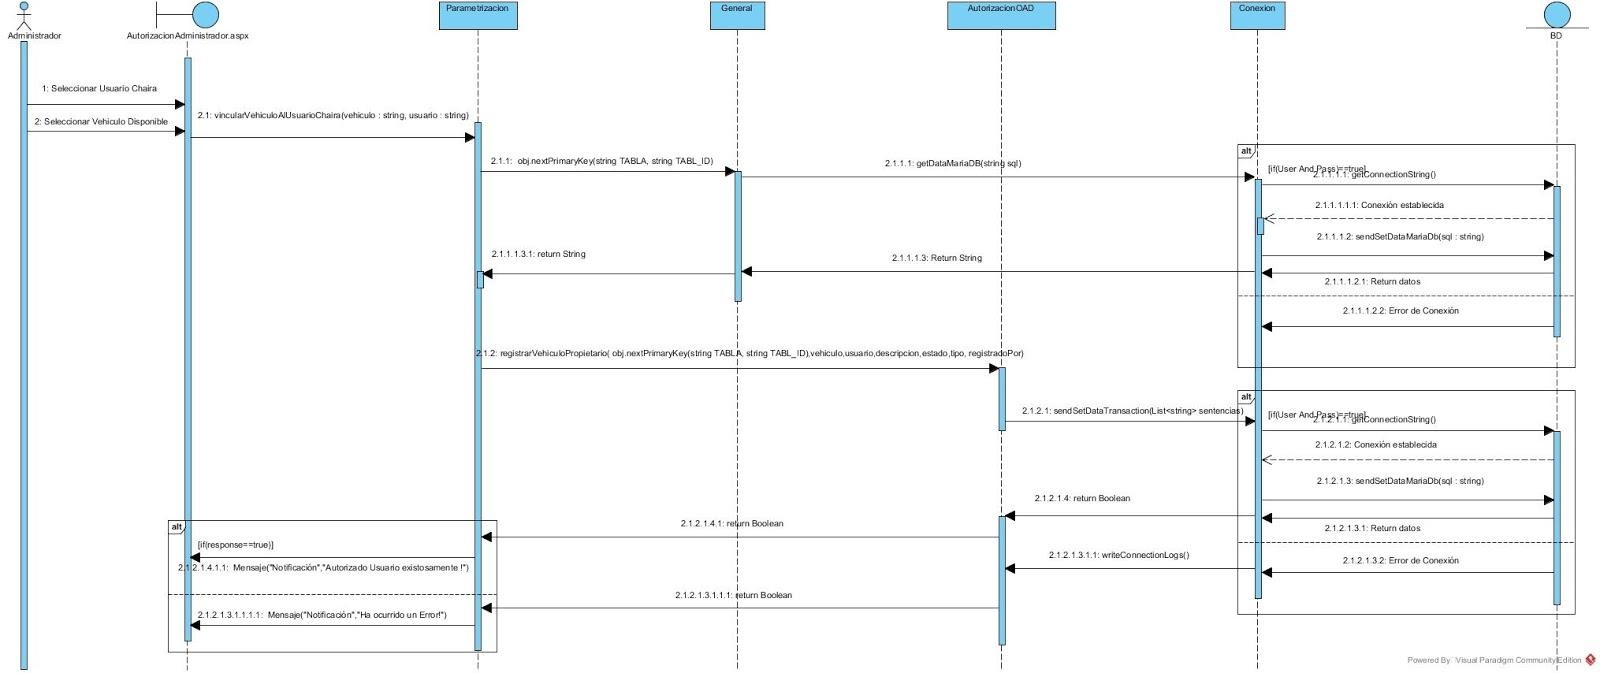 Parametrizacion
General
AutorizacionOAD
Conexion
Administrador
AutorizacionAdministrador.aspx
BD
1: Seleccionar Usuario Chaira
2: Seleccionar Vehiculo Disponible
2.1: vincularVehiculoAlUsuarioChaira(vehiculo : string, usuario : string)
2.1.1:  obj.nextPrimaryKey(string TABLA, string TABL_ID)
2.1.1.1: getDataMariaDB(string sql)
alt
[if(User And Pass)==true]
2.1.1.1.1: getConnectionString()
2.1.1.1.1.1: Conexión establecida
2.1.1.1.2: sendSetDataMariaDb(sql : string)
2.1.1.1.3.1: return String
2.1.1.1.3: Return String
2.1.1.1.2.1: Return datos
2.1.1.1.2.2: Error de Conexión
2.1.2: registrarVehiculoPropietario( obj.nextPrimaryKey(string TABLA, string TABL_ID),vehiculo,usuario,descripcion,estado,tipo, registradoPor)
alt
2.1.2.1: sendSetDataTransaction(List<string> sentencias)
[if(User And Pass)==true]
2.1.2.1.1: getConnectionString()
2.1.2.1.2: Conexión establecida
2.1.2.1.3: sendSetDataMariaDb(sql : string)
2.1.2.1.4: return Boolean
2.1.2.1.4.1: return Boolean
2.1.2.1.3.1: Return datos
alt
[if(response==true)]
2.1.2.1.3.1.1: writeConnectionLogs()
2.1.2.1.3.2: Error de Conexión
2.1.2.1.4.1.1:  Mensaje("Notificación","Autorizado Usuario existosamente !")
2.1.2.1.3.1.1.1: return Boolean
2.1.2.1.3.1.1.1.1:  Mensaje("Notificación","Ha ocurrido un Error!")
Powered By Visual Paradigm Community Edition